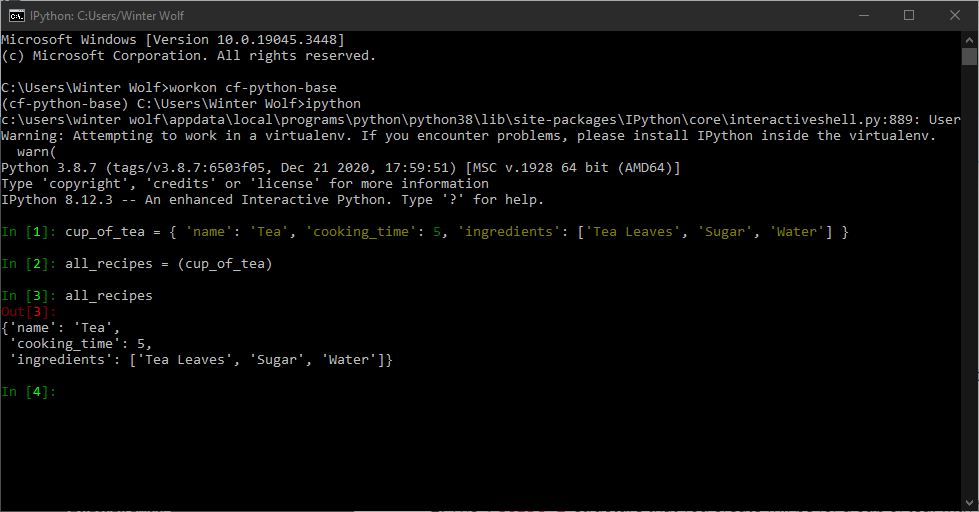 IPython: C:Users/Winter Wolf
Microsoft Windows [Version 10.0.19045.3448]
(c) Microsoft Corporation. All rights reserved.
C:\Users\Winter Wolf>workon cf-python-base
(cf-python-base) C:\Users\Winter Wolf>ipython
c:\users\winter wolf\appdata\local\programs\python\python38\lib\site-packages\IPython\core\interactiveshell.py:889: User
Warning: Attempting to work in a virtualenv. If you encounter problems, please install IPython inside the virtualenv.
  warn(
Python 3.8.7 (tags/v3.8.7:6503f05, Dec 21 2020, 17:59:51) [MSC v.1928 64 bit (AMD64)]
Type 'copyright', 'credits' or 'license' for more information
IPython 8.12.3 -- An enhanced Interactive Python. Type '?' for help.
In [1]: cup_of_tea = { 'name': 'Tea', 'cooking_time': 5, 'ingredients': ['Tea Leaves', 'Sugar', 'Water'] }
In [2]: all_recipes = (cup_of_tea)
In [3]: all_recipes
Out[3]:
{'name': 'Tea',
 'cooking_time': 5,
 'ingredients': ['Tea Leaves', 'Sugar', 'Water']}
In [4]: